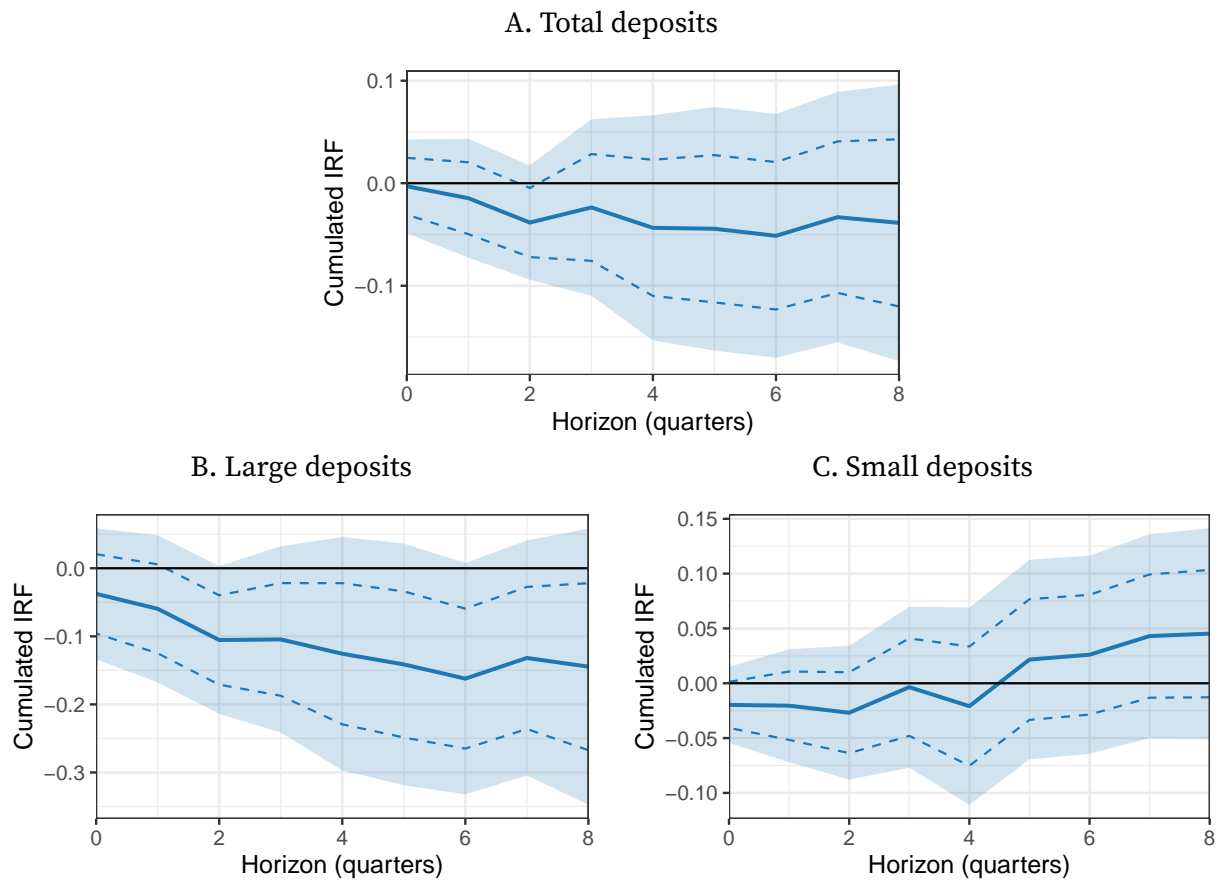 A. Total deposits
Cumulated IRF
0.1
0.0
−0.1
0 2 4 6 8
Horizon (quarters)
B. Large deposits
Cumulated IRF
0.0
−0.1
−0.2
−0.3
0 2 4 6 8
Horizon (quarters)
C. Small deposits
Cumulated IRF
0.15
0.10
0.05
0.00
−0.05
−0.10
0 2 4 6 8
Horizon (quarters)